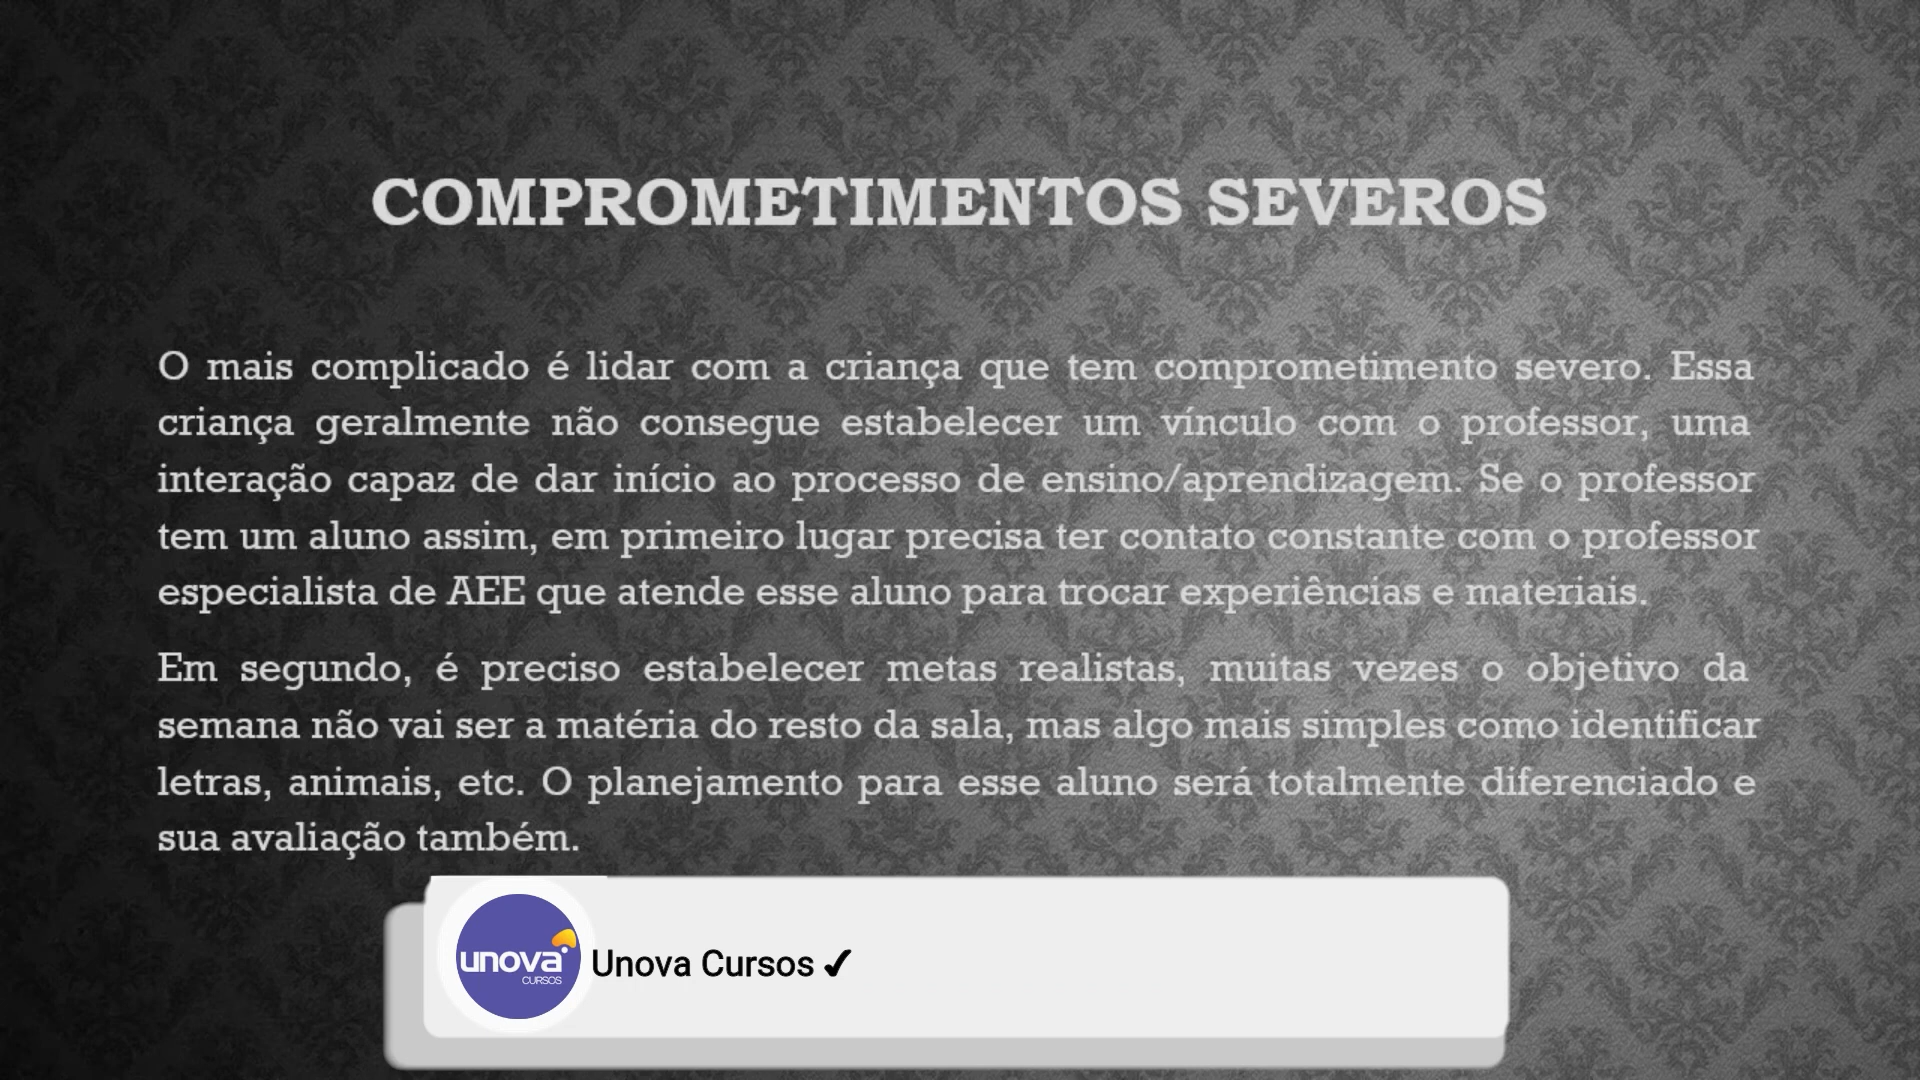 COMPROMETIMENTOS SEVEROS
O mais complicado é lidar com a criança que tem comprometimento severo. Essa
criança geralmente não consegue estabelecer um vínculo com o professor, uma
interação capaz de dar início ao processo de ensino/aprendizagem. Se o professor
tem um aluno assim, em primeiro lugar precisa ter contato constante com o professor
especialista de AEE que atende esse aluno para trocar experiências e materiais.
Em segundo, é preciso estabelecer metas realistas, muitas vezes o objetivo da
semana não vai ser a matéria do resto da sala, mas algo mais simples como identificar
letras, animais, etc. O planejamento para esse aluno será totalmente diferenciado e
sua avaliação também.
unova
CURSOS
Unova Cursos ✔